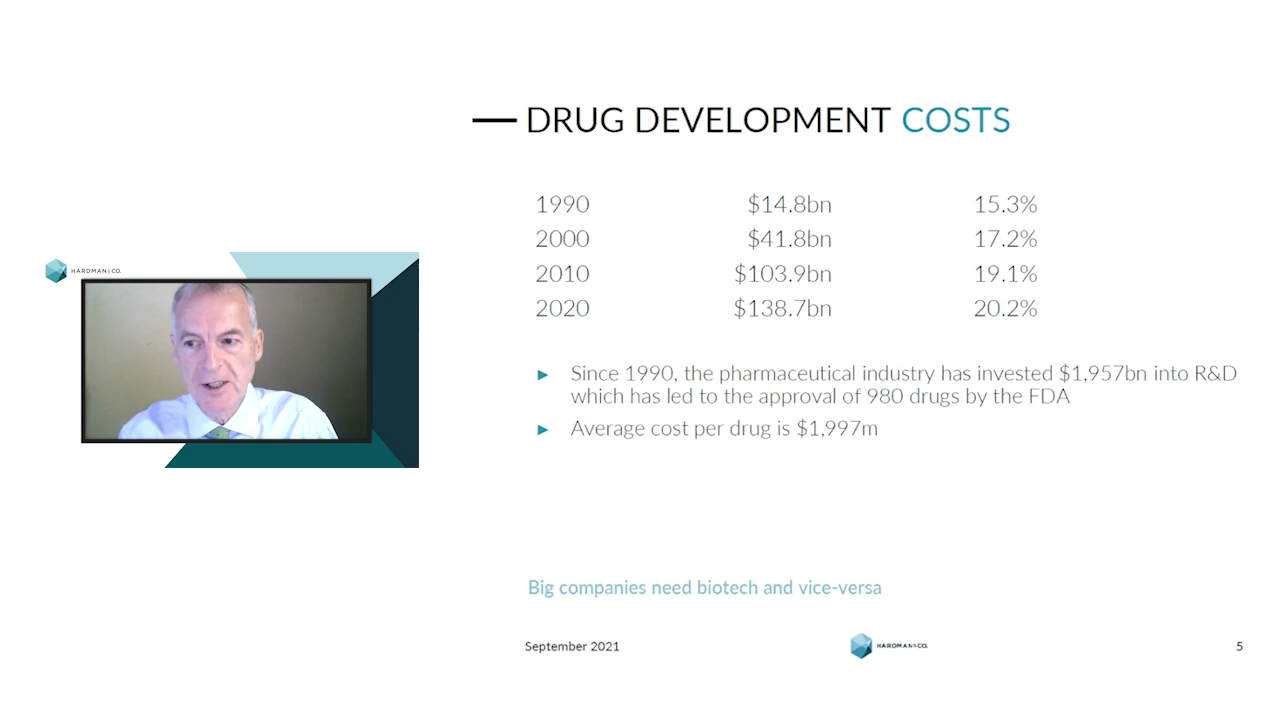 DRUG DEVELOPMENT COSTS
1990 $14.8bn 15.3%
2000 $41.8bn 17.2%
2010 $103.9bn 19.1%
2020 $138.7bn 20.2%
HARDMAN&CO.
► Since 1990, the pharmaceutical industry has invested $1,957bn into R&D
which has led to the approval of 980 drugs by the FDA
► Average cost per drug is $1,997m
Big companies need biotech and vice-versa
September 2021 HARDMAN&CO. 5